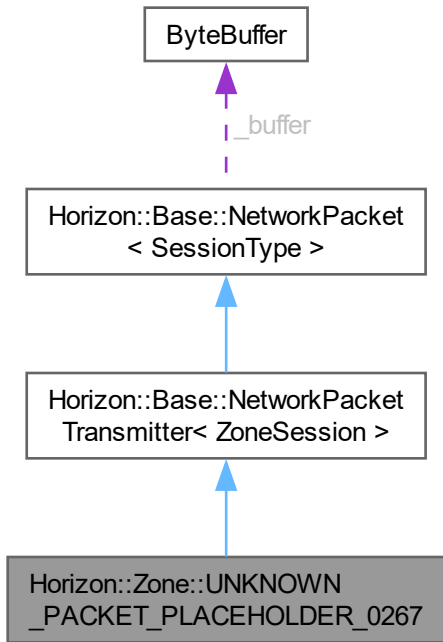 ByteBuffer
_buffer
Horizon::Base::NetworkPacket
< SessionType >
Horizon::Base::NetworkPacket
Transmitter< ZoneSession >
Horizon::Zone::UNKNOWN
_PACKET_PLACEHOLDER_0267